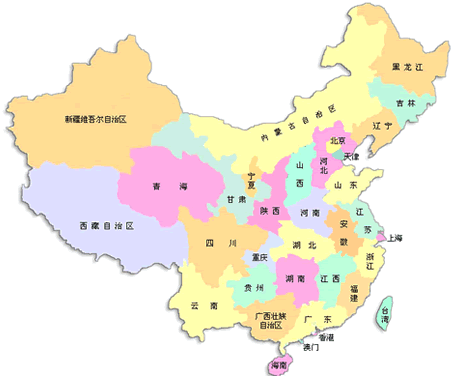 黑龙江
吉林
辽宁
内蒙古自治区
新疆维吾尔自治区
北京
天津
河北
山西
山东
宁夏
甘肃
青海
陕西
河南
江苏
安徽
上海
西藏自治区
四川
重庆
湖北
浙江
湖南
江西
贵州
福建
云南
广西壮族
自治区
广东
台湾
香港
澳门
海南